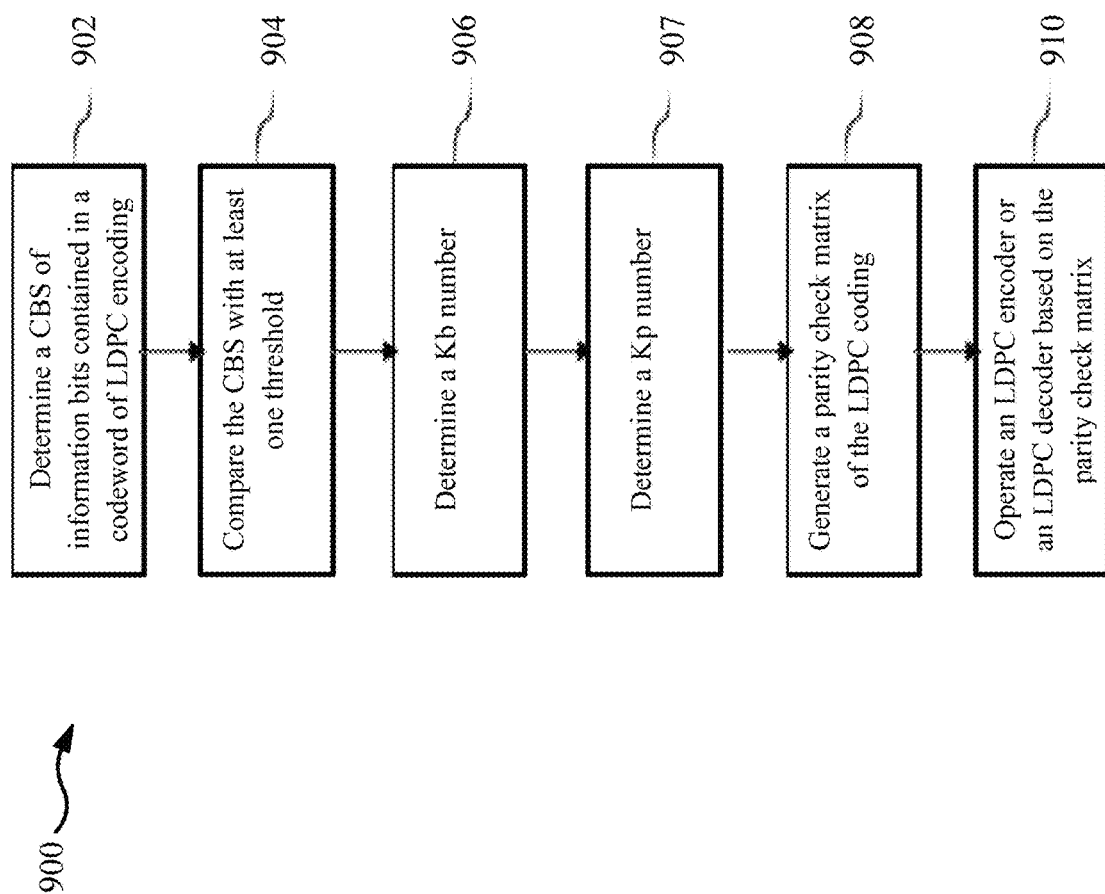 900
Determine a CBS of
information bits contained in a
codeword of LDPC encoding
902
Compare the CBS with at least
one threshold
904
Determine a Kb number
906
Determine a Kp number
907
Generate a parity check matrix
of the LDPC coding
908
Operate an LDPC encoder or
an LDPC decoder based on the
parity check matrix
910